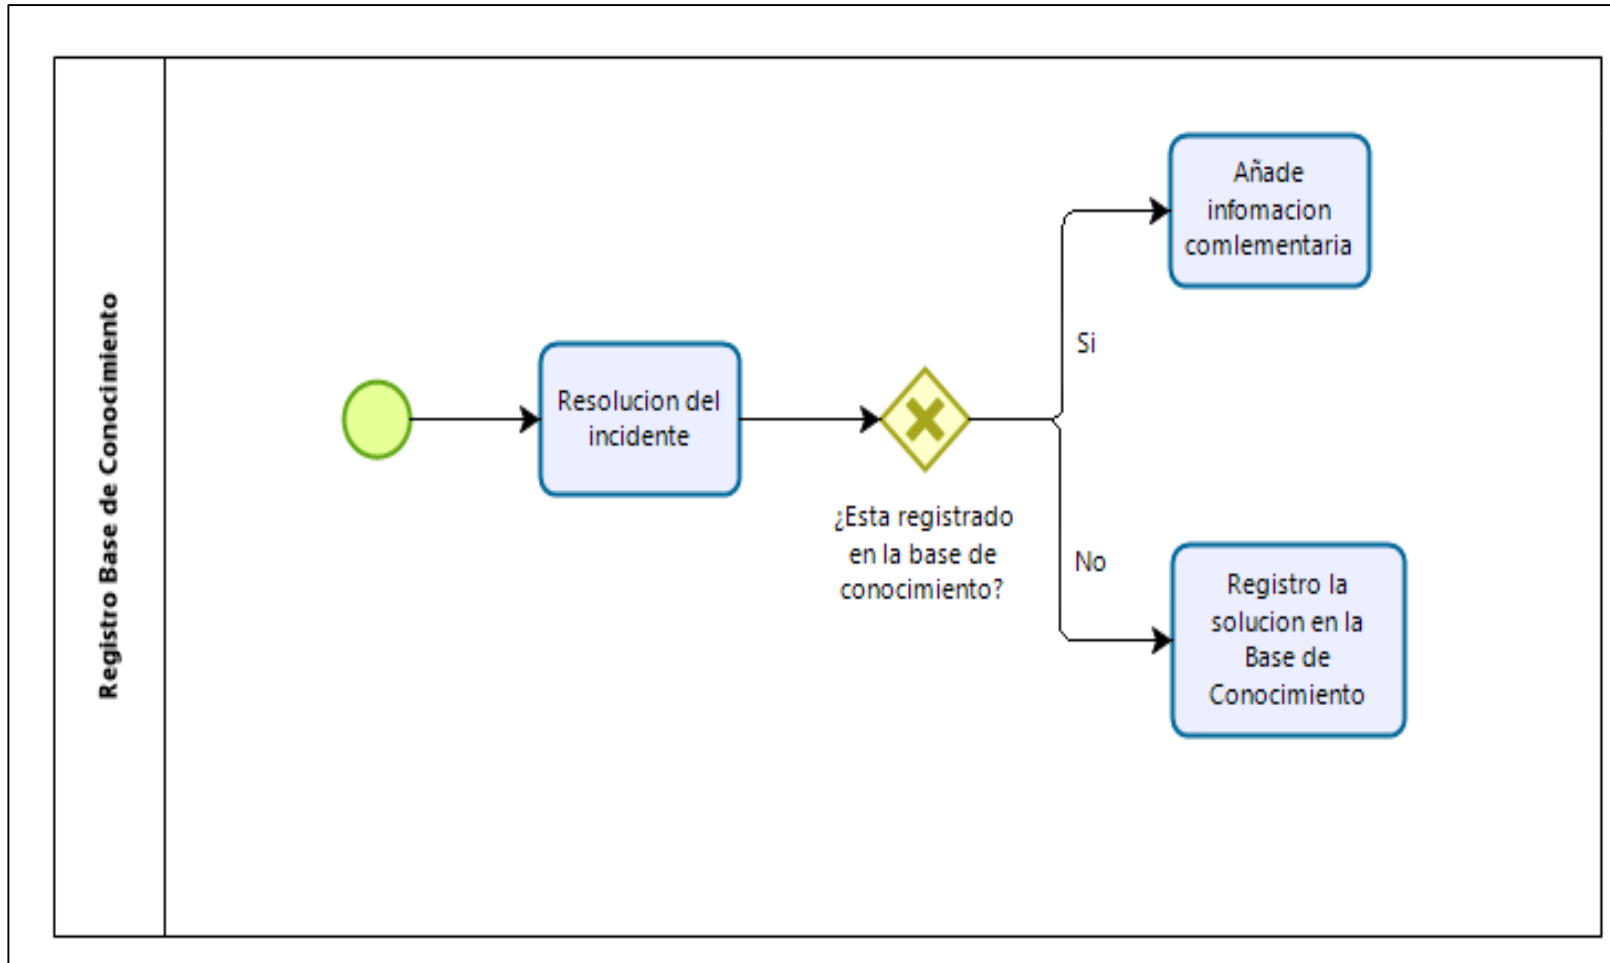 Registro Base de Conocimiento
Resolucion del
incidente
¿Esta registrado
en la base de
conocimiento?
Si
Añade
infomacion
comlementaria
No
Registro la
solucion en la
Base de
Conocimiento